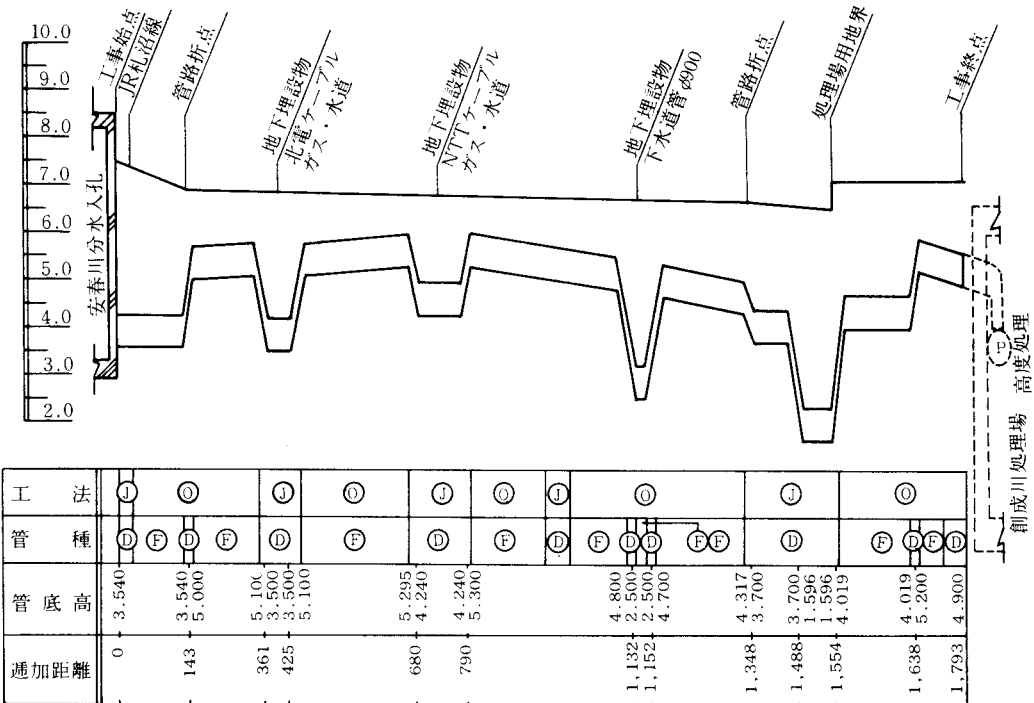 10.0
9.0
8.0
7.0
6.0
5.0
4.0
3.0
2.0
工事始点
JR札沼線
管路折点
地下埋設物
北電ケーブル
ガス・水道
地下埋設物
NTTケーブル
ガス・水道
地下埋設物
下水道管φ900
管路折点
処理場用地界
工事終点
安春川分水人孔
P
創成川処理場 高度処理
工法
J O J O J O J O J O
管種
D F D F D F D F D F D D F F D F D F D
管底高
3.540
3.540
5.000
5.100
3.500
3.500
5.100
5.295
4.240
4.240
5.300
4.800
2.500
2.500
4.700
4.317
3.700
3.700
1.596
1.596
4.019
4.019
5.200
4.900
逓加距離
0
143
361
425
680
790
1,132
1,152
1,348
1,488
1,554
1,638
1,793